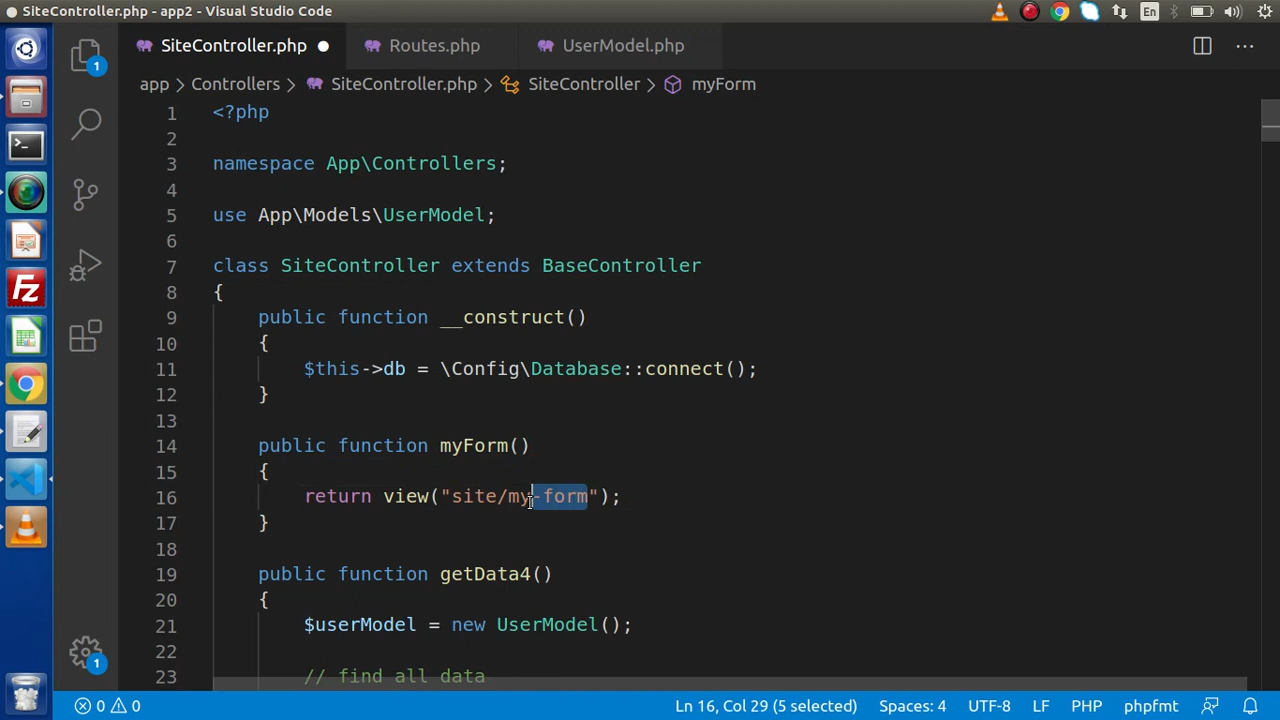 SiteController.php - app2 - Visual Studio Code
En
SiteController.php
Routes.php
UserModel.php
...
app > Controllers > SiteController.php > SiteController > myForm
1 <?php
2
3 namespace App\Controllers;
4
5 use App\Models\UserModel;
6
7 class SiteController extends BaseController
8 {
9 public function __construct()
10 {
11 $this->db = \Config\Database::connect();
12 }
13
14 public function myForm()
15 {
16 return view("site/my-form");
17 }
18
19 public function getData4()
20 {
21 $userModel = new UserModel();
22
23 // find all data
1
Fz
1
0 0 Ln 16, Col 29 (5 selected) Spaces: 4 UTF-8 LF PHP phpfmt